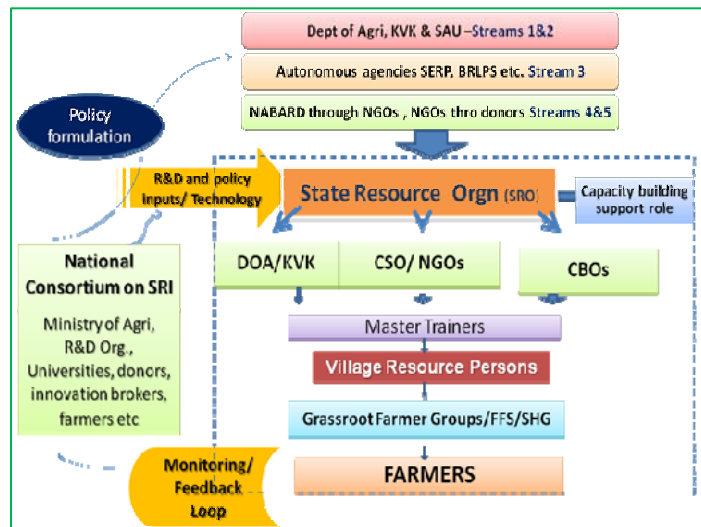 Dept of Agri, KVK & SAU –Streams 1&2
Autonomous agencies SERP, BRLPS etc. Stream 3
NABARD through NGOs , NGOs thro donors Streams 4&5
Policy
formulation
R&D and policy
inputs/ Technology
State Resource Orgn (SRO)
Capacity building
support role
National
Consortium on SRI
Ministry of Agri,
R&D Org.,
Universities, donors,
innovation brokers,
farmers etc
DOA/KVK
CSO/ NGOs
CBOs
Master Trainers
Village Resource Persons
Grassroot Farmer Groups/FFS/SHG
FARMERS
Monitoring/
Feedback
Loop